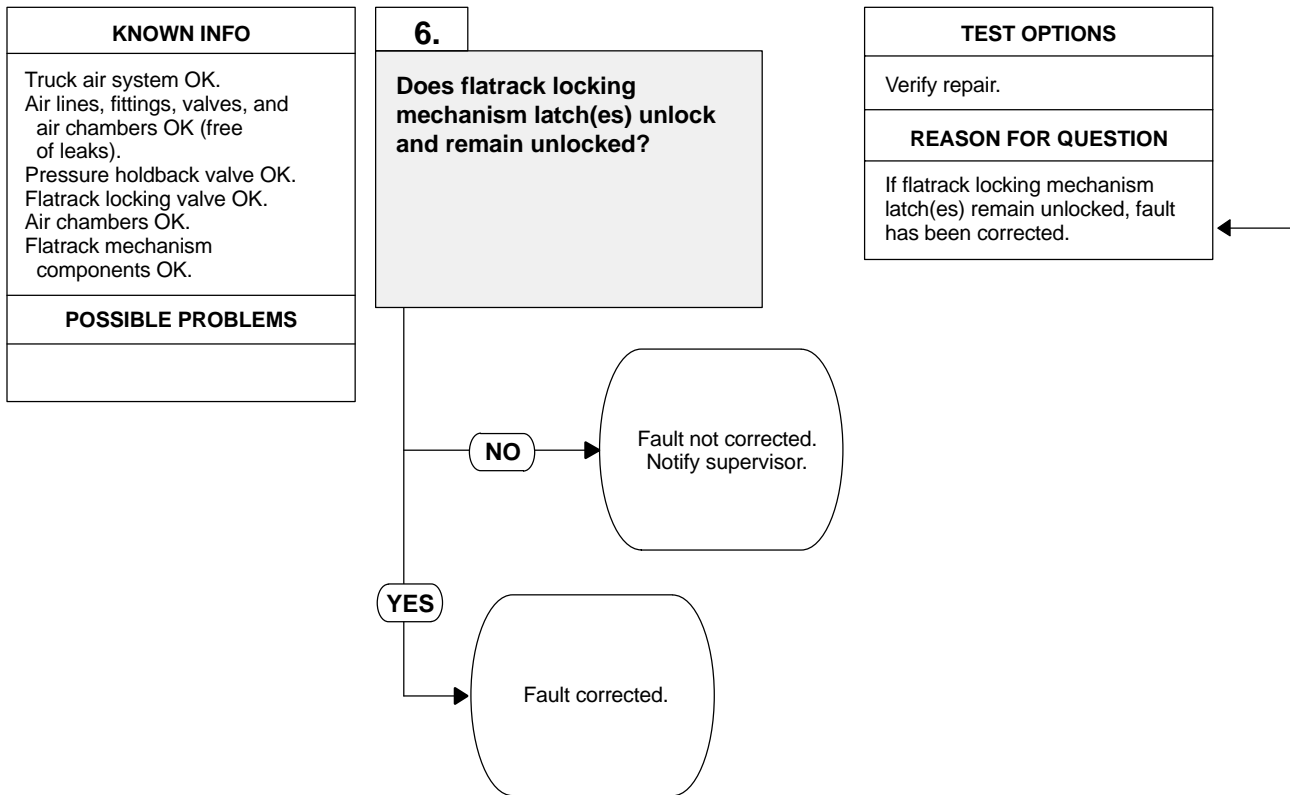 KNOWN INFO
Truck air system OK.
Air lines, fittings, valves, and
air chambers OK (free
of leaks).
Pressure holdback valve OK.
Flatrack locking valve OK.
Air chambers OK.
Flatrack mechanism
components OK.
POSSIBLE PROBLEMS
6.
Does flatrack locking
mechanism latch(es) unlock
and remain unlocked?
TEST OPTIONS
Verify repair.
REASON FOR QUESTION
If flatrack locking mechanism
latch(es) remain unlocked, fault
has been corrected.
NO
Fault not corrected.
Notify supervisor.
YES
Fault corrected.